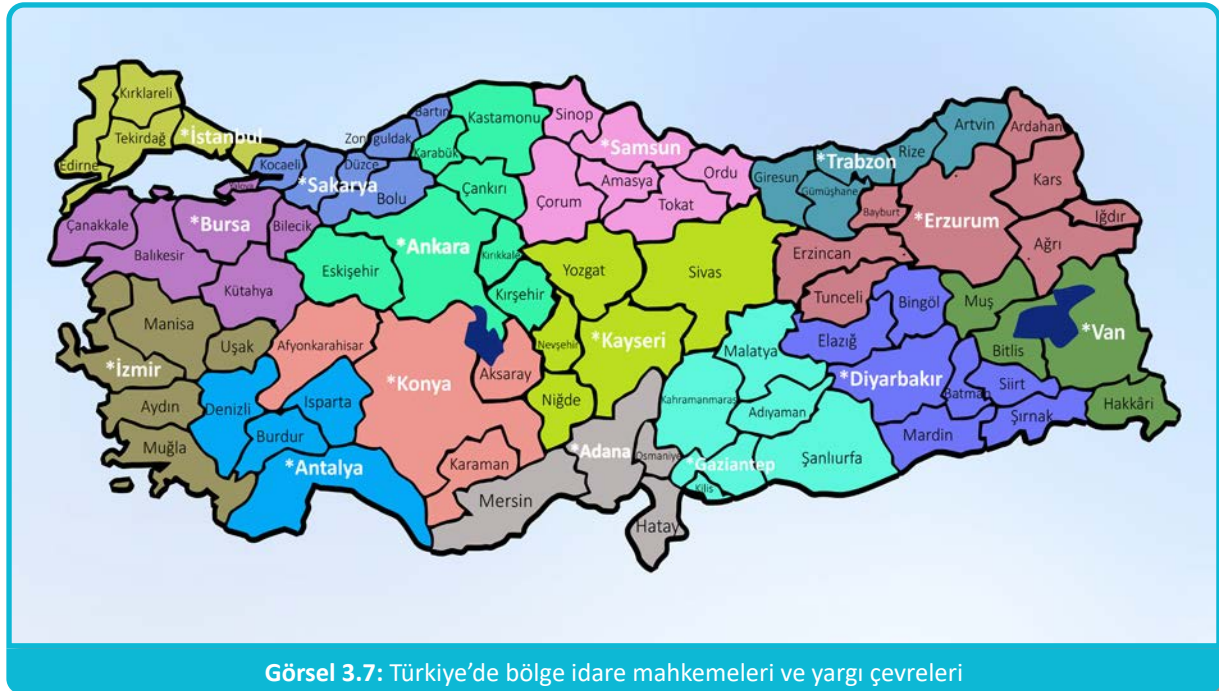 Kırklareli
Tekirdağ
*İstanbul
Edirne
Kocaeli
*Sakarya
Düzce
Zonguldak
Bartın
Bolu
Karabük
Kastamonu
Çankırı
*Ankara
Kırıkkale
Kırşehir
Eskişehir
Sinop
*Samsun
Amasya
Ordu
Tokat
Çorum
Giresun
*Trabzon
Gümüşhane
Rize
Artvin
Ardahan
Kars
Iğdır
Ağrı
*Erzurum
Bayburt
Erzincan
Tunceli
Çanakkale
Balıkesir
*Bursa
Bilecik
Kütahya
Manisa
Uşak
*İzmir
Aydın
Muğla
Afyonkarahisar
*Konya
Aksaray
Karaman
Denizli
Isparta
Burdur
*Antalya
Yozgat
Sivas
Nevşehir
*Kayseri
Niğde
*Adana
Osmaniye
Mersin
Hatay
Malatya
Kahramanmaraş
Adıyaman
*Gaziantep
Kilis
Şanlıurfa
Bingöl
Elazığ
*Diyarbakır
Batman
Siirt
Şırnak
Mardin
Muş
Bitlis
*Van
Hakkâri
Görsel 3.7: Türkiye’de bölge idare mahkemeleri ve yargı çevreleri